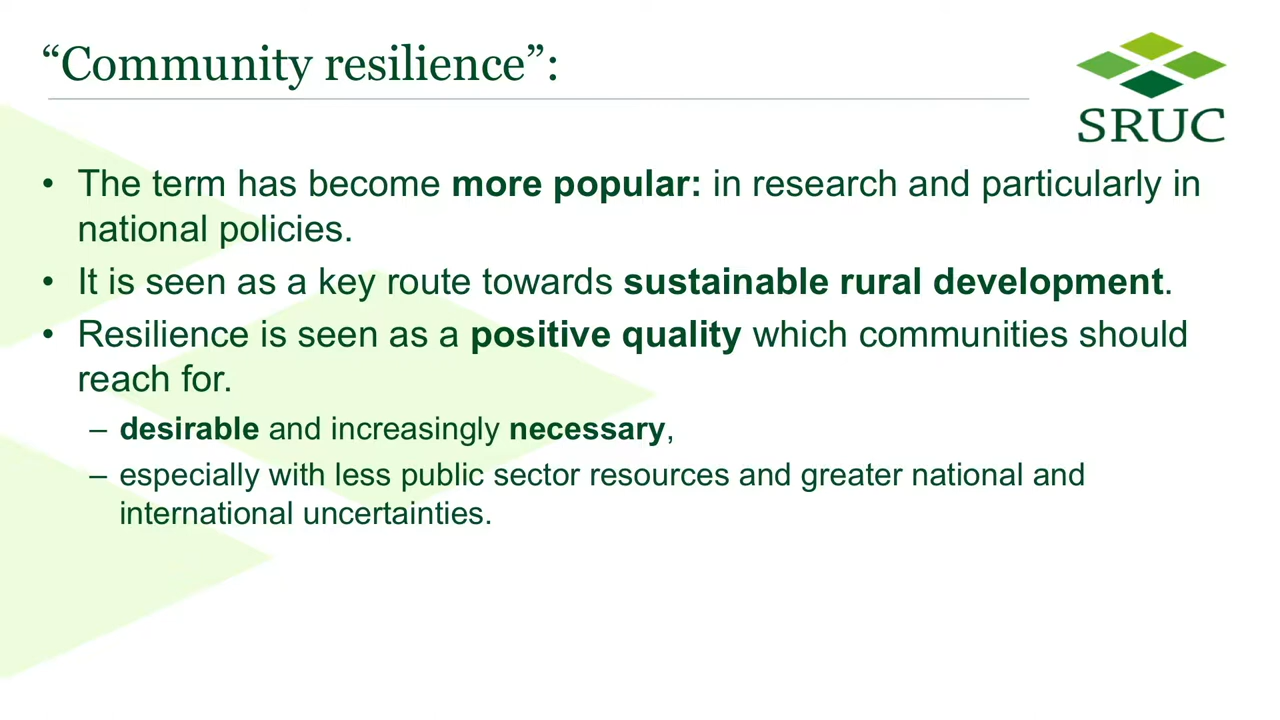 “Community resilience”:
SRUC
• The term has become more popular: in research and particularly in
national policies.
• It is seen as a key route towards sustainable rural development.
• Resilience is seen as a positive quality which communities should
reach for.
– desirable and increasingly necessary,
– especially with less public sector resources and greater national and
international uncertainties.